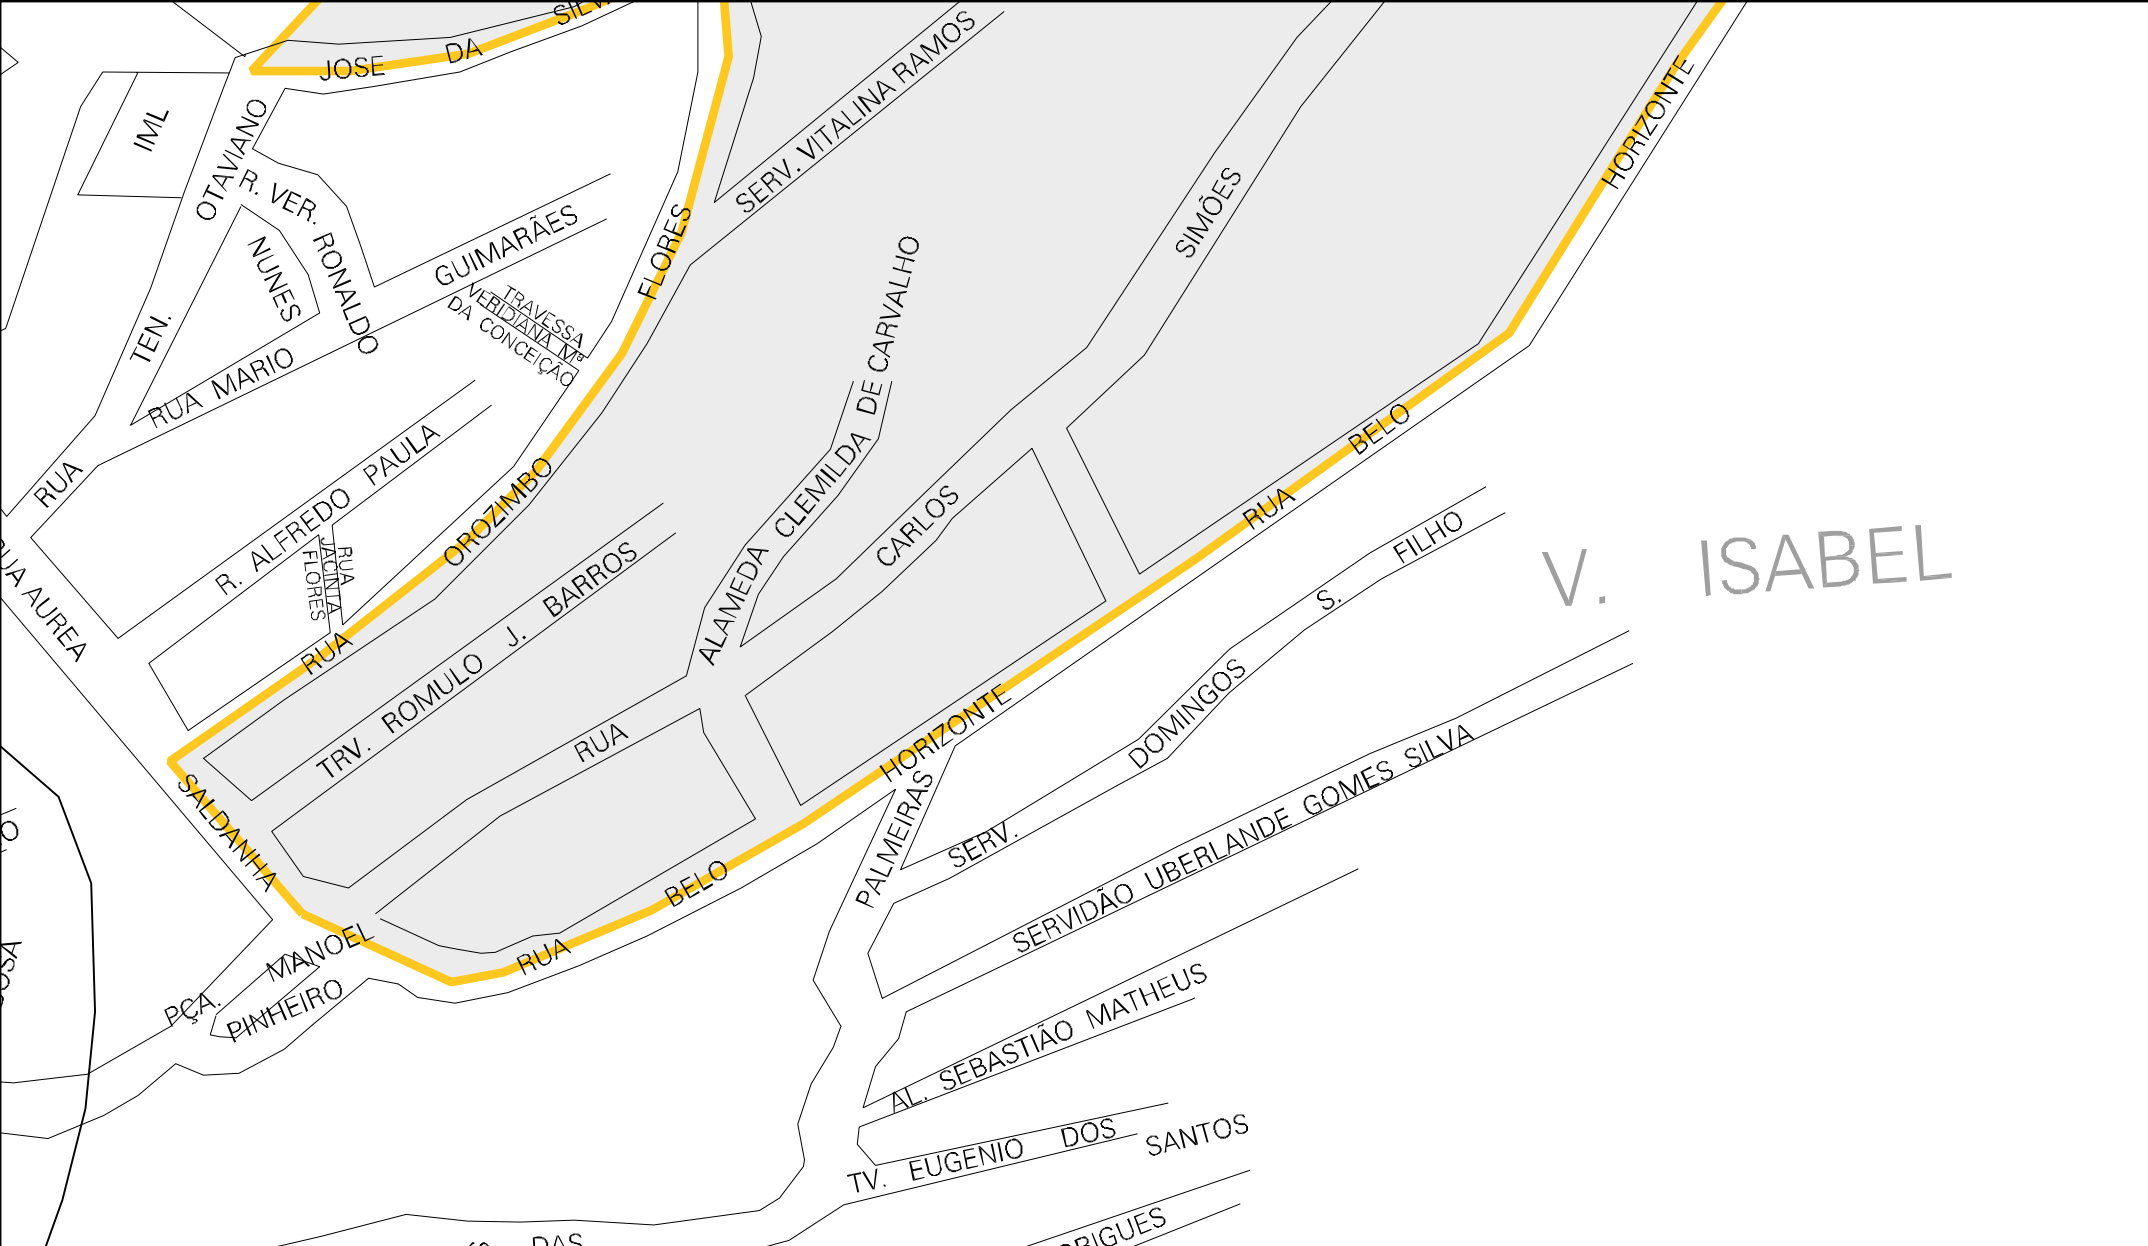 JOSE DA SILVA
IML
RUA TEN. OTAVIANO
R. VER. RONALDO
NUNES
RUA MARIO GUIMARÃES
TRAVESSA
VERIDIANA Mª
DA CONCEIÇÃO
SERV. VITALINA RAMOS
RUA OROZIMBO FLORES
R. ALFREDO PAULA
RUA
JACINTA
FLORES
RUA AUREA
TRV. ROMULO J. BARROS
ALAMEDA CLEMILDA DE CARVALHO
RUA CARLOS SIMÕES
RUA BELO HORIZONTE
RUA BELO HORIZONTE
V. ISABEL
SALDANHA
PÇA. MANOEL
PINHEIRO
PALMEIRAS
SERV. DOMINGOS S. FILHO
SERVIDÃO UBERLANDE GOMES SILVA
AL. SEBASTIÃO MATHEUS
TV. EUGENIO DOS SANTOS
DAS